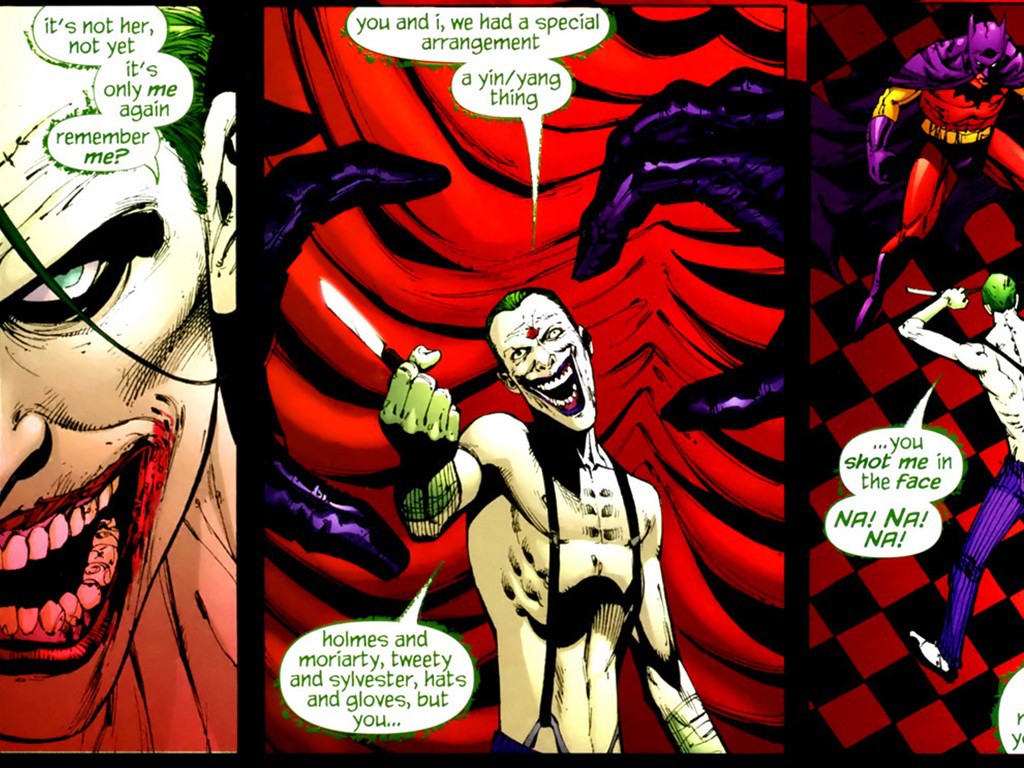 it's not her,
not yet
it's
only me
again
remember
me?
you and i, we had a special
arrangement
a yin/yang
thing
holmes and
moriarty, tweety
and sylvester, hats
and gloves, but
you...
...you
shot me in
the face
NA! NA!
NA!